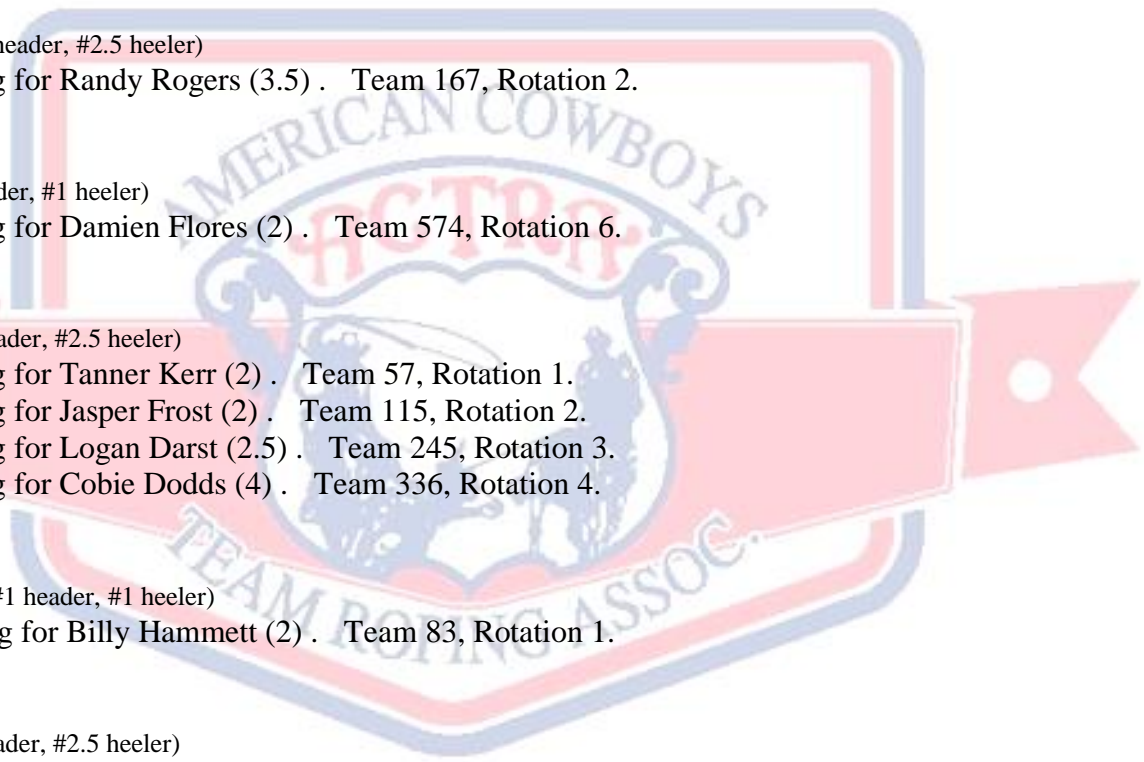 header, #2.5 heeler)
g for Randy Rogers (3.5) .   Team 167, Rotation 2.
AMERICAN COWBOYS
der, #1 heeler)
ACTRA
g for Damien Flores (2) .   Team 574, Rotation 6.
ader, #2.5 heeler)
g for Tanner Kerr (2) .   Team 57, Rotation 1.
g for Jasper Frost (2) .   Team 115, Rotation 2.
g for Logan Darst (2.5) .   Team 245, Rotation 3.
g for Cobie Dodds (4) .   Team 336, Rotation 4.
TEAM ROPING ASSOC.
#1 header, #1 heeler)
g for Billy Hammett (2) .   Team 83, Rotation 1.
ader, #2.5 heeler)